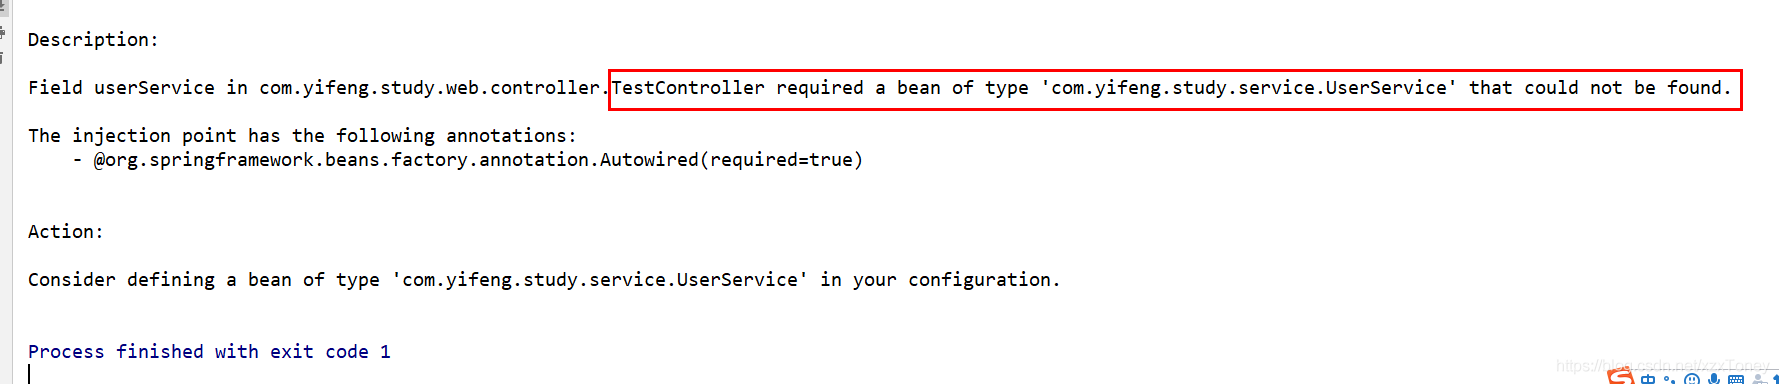 Description:
Field userService in com.yifeng.study.web.controller.TestController required a bean of type 'com.yifeng.study.service.UserService' that could not be found.
The injection point has the following annotations:
- @org.springframework.beans.factory.annotation.Autowired(required=true)
Action:
Consider defining a bean of type 'com.yifeng.study.service.UserService' in your configuration.
Process finished with exit code 1
https://blog.csdn.net/xzxToney
中